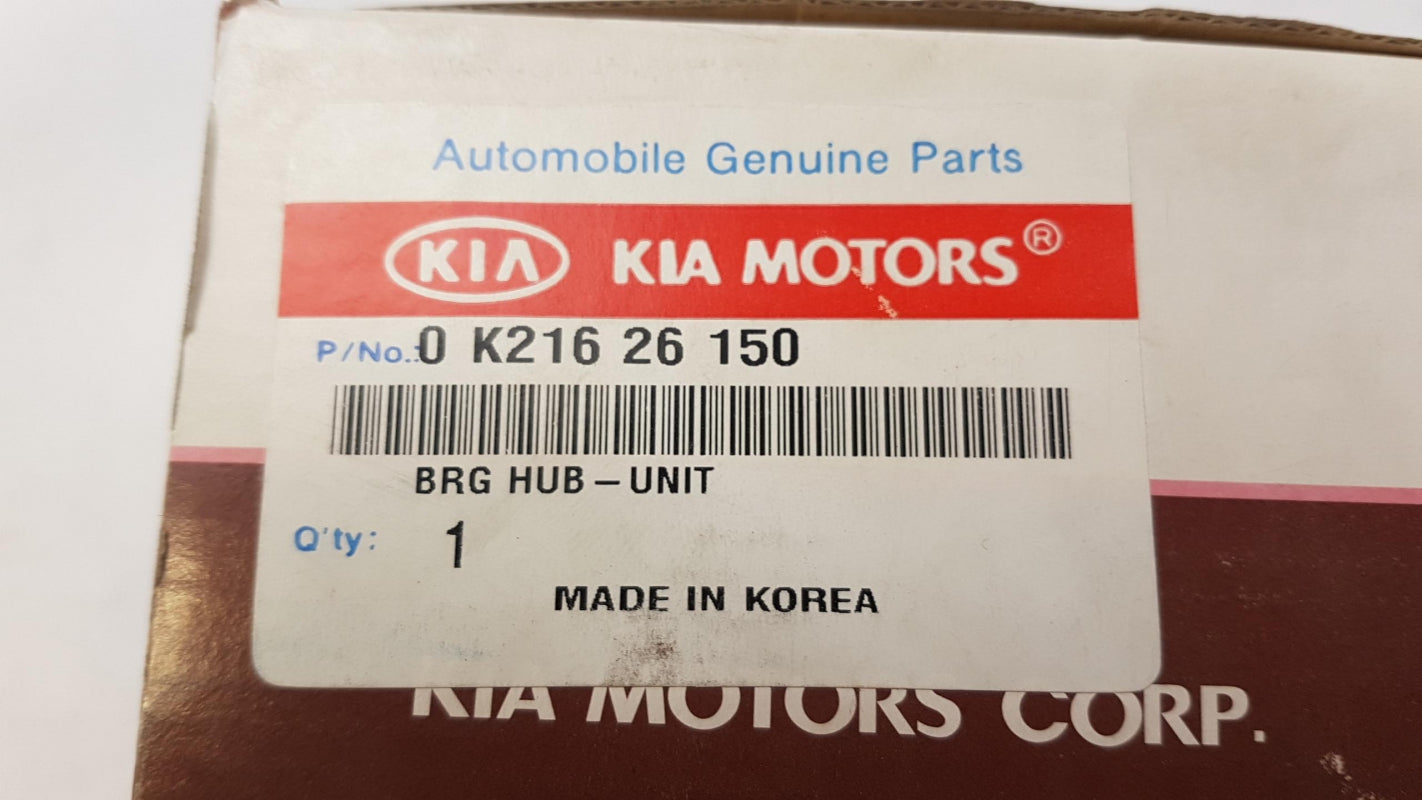 Automobile Genuine Parts
KIA KIA MOTORS®
P/No.: 0 K216 26 150
BRG HUB-UNIT
Q'ty: 1
MADE IN KOREA
KIA MOTORS CORP.